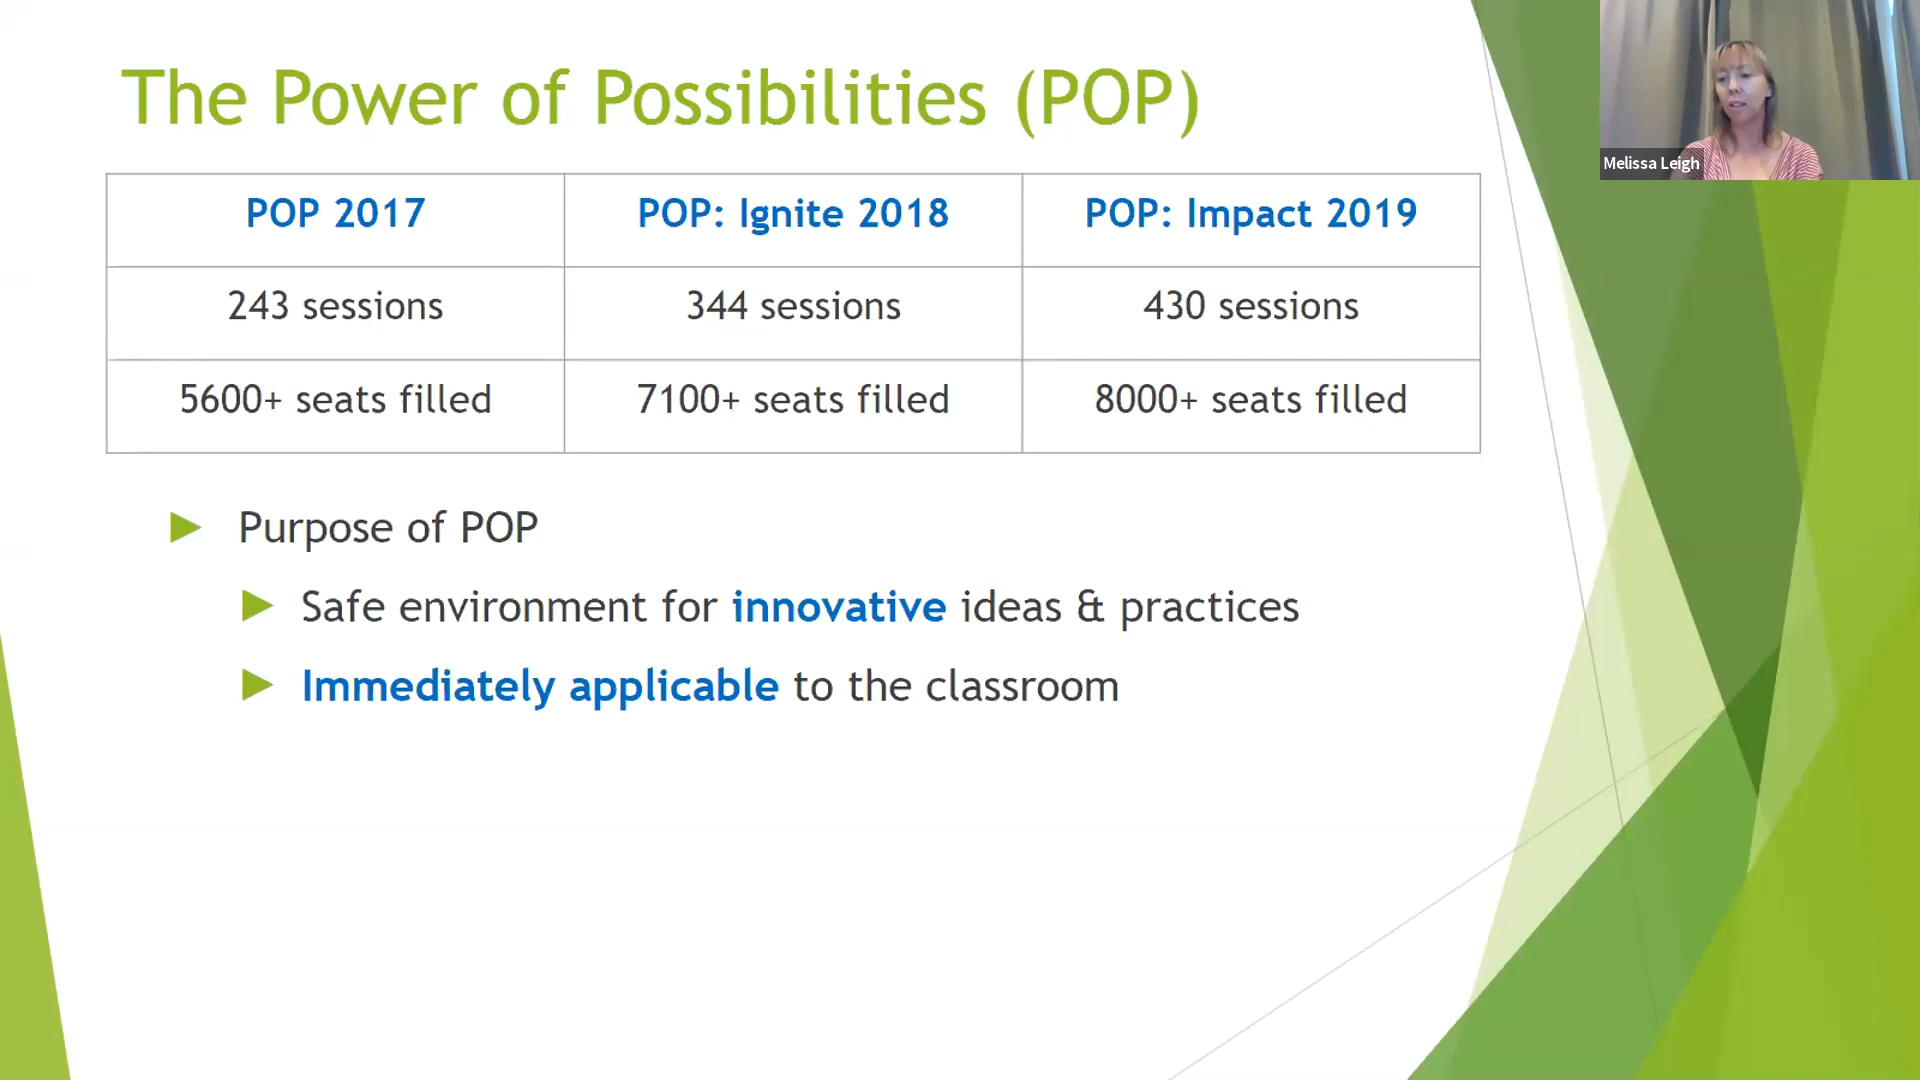 The Power of Possibilities (POP)
Melissa Leigh
POP 2017 POP: Ignite 2018 POP: Impact 2019
243 sessions 344 sessions 430 sessions
5600+ seats filled 7100+ seats filled 8000+ seats filled
Purpose of POP
Safe environment for innovative ideas & practices
Immediately applicable to the classroom